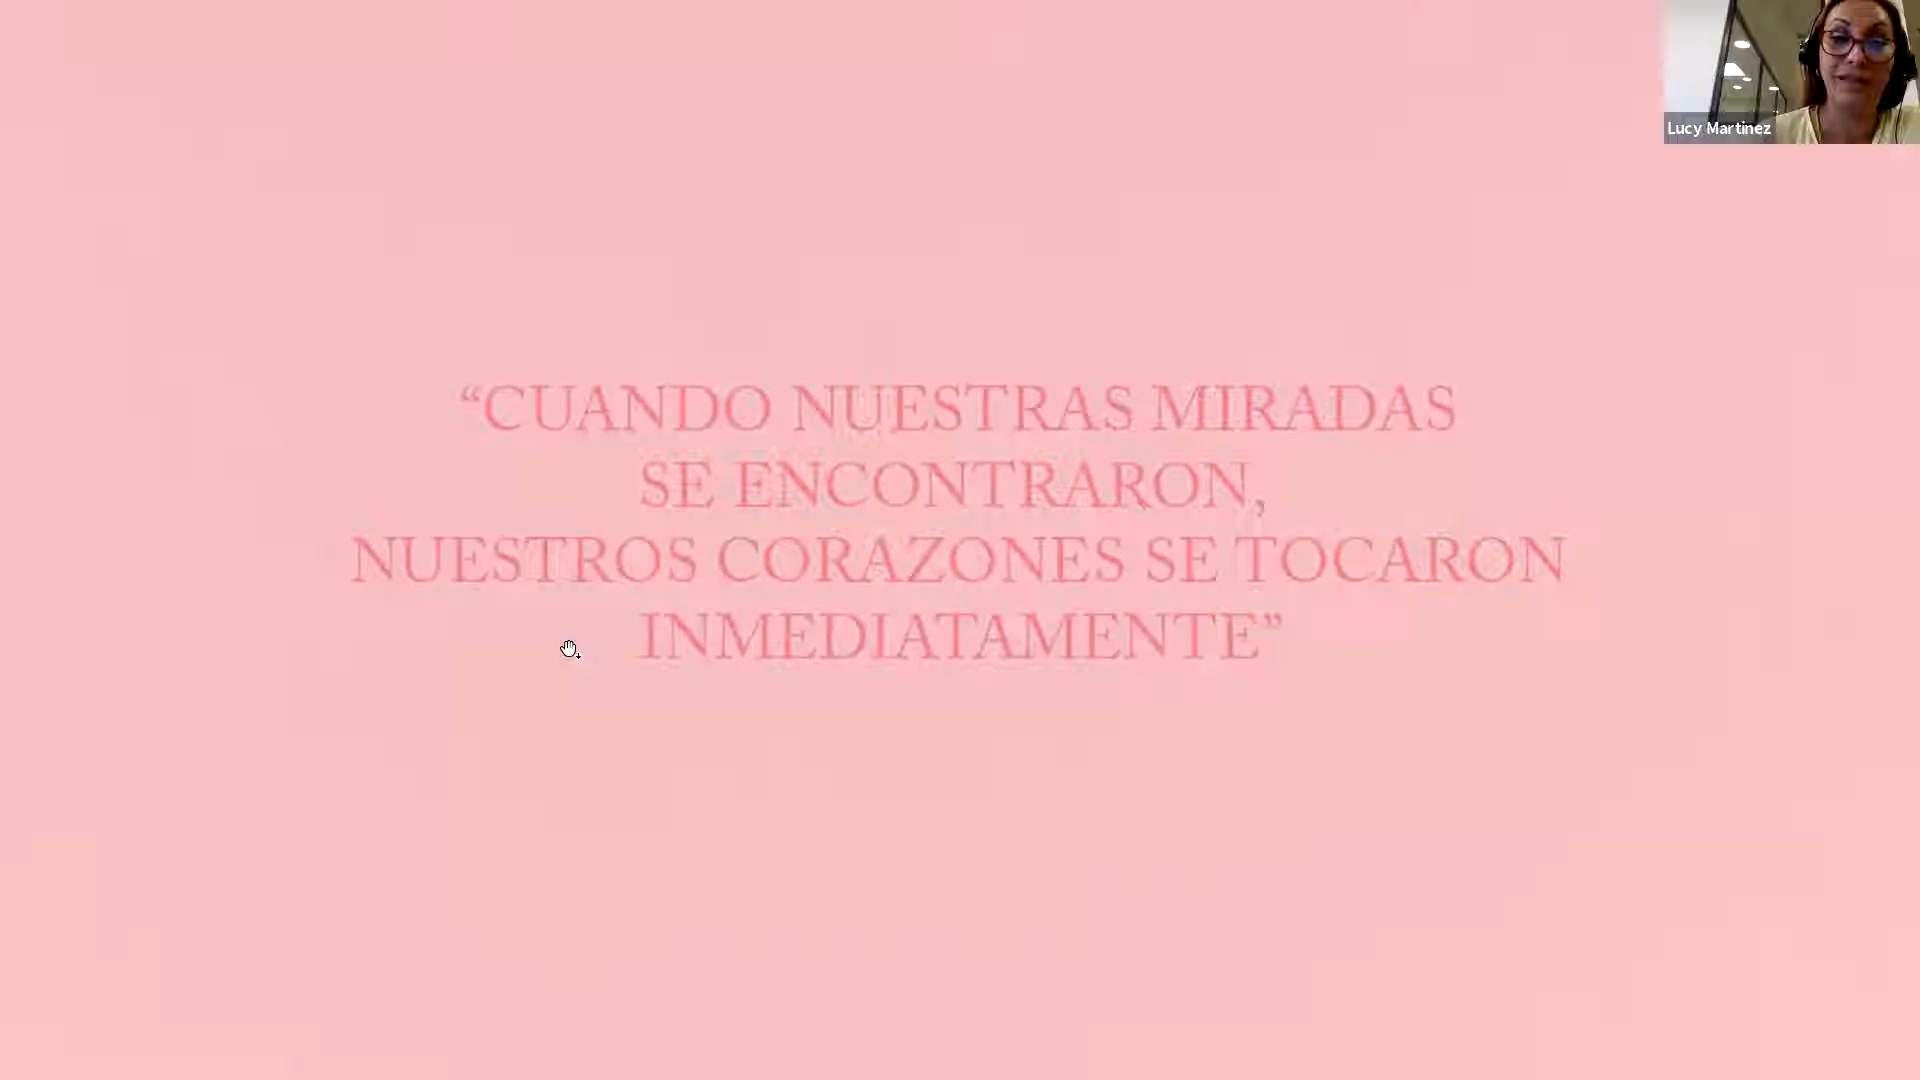 Lucy Martinez
“CUANDO NUESTRAS MIRADAS
SE ENCONTRARON,
NUESTROS CORAZONES SE TOCARON
INMEDIATAMENTE”